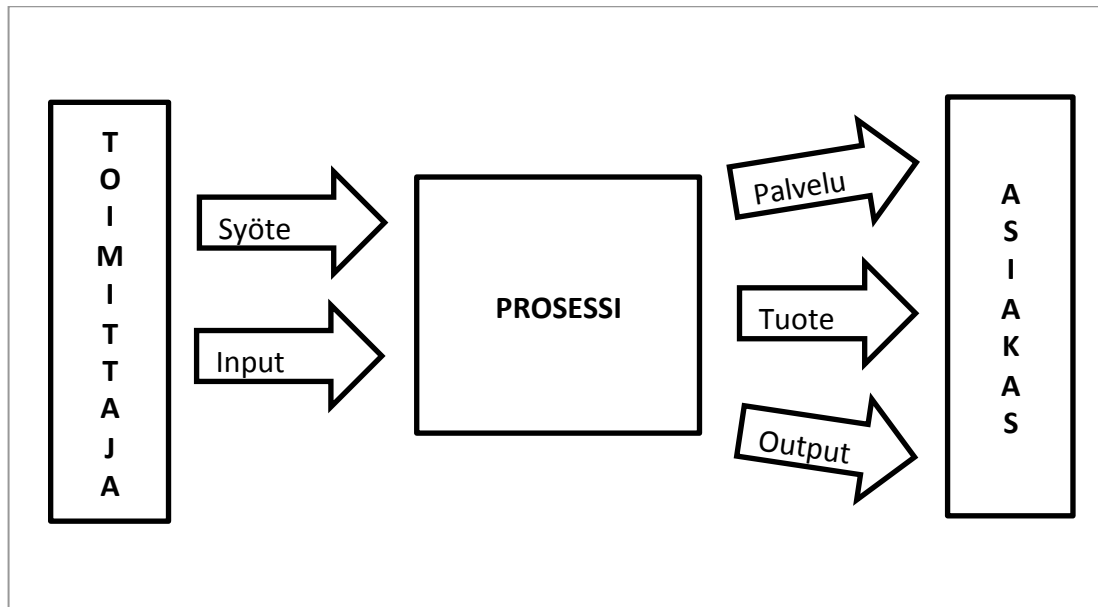 TOIMITTAJA
Syöte
Input
PROSESSI
Palvelu
Tuote
Output
ASIAKAS